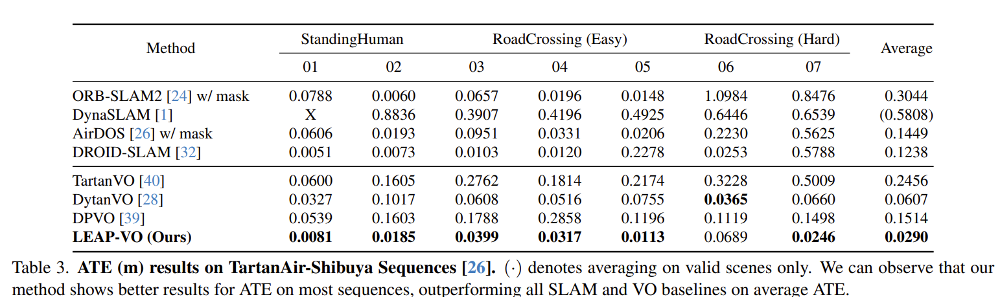 Method StandingHuman RoadCrossing (Easy) RoadCrossing (Hard) Average
01 02 03 04 05 06 07
ORB-SLAM2 [24] w/ mask 0.0788 0.0060 0.0657 0.0196 0.0148 1.0984 0.8476 0.3044
DynaSLAM [1] X 0.8836 0.3907 0.4196 0.4925 0.6446 0.6539 (0.5808)
AirDOS [26] w/ mask 0.0606 0.0193 0.0951 0.0331 0.0206 0.2230 0.5625 0.1449
DROID-SLAM [32] 0.0051 0.0073 0.0103 0.0120 0.2278 0.0253 0.5788 0.1238
TartanVO [40] 0.0600 0.1605 0.2762 0.1814 0.2174 0.3228 0.5009 0.2456
DytanVO [28] 0.0327 0.1017 0.0608 0.0516 0.0755 0.0365 0.0660 0.0607
DPVO [39] 0.0539 0.1603 0.1788 0.2858 0.1196 0.1119 0.1498 0.1514
LEAP-VO (Ours) 0.0081 0.0185 0.0399 0.0317 0.0113 0.0689 0.0246 0.0290
Table 3. ATE (m) results on TartanAir-Shibuya Sequences [26]. (·) denotes averaging on valid scenes only. We can observe that our
method shows better results for ATE on most sequences, outperforming all SLAM and VO baselines on average ATE.